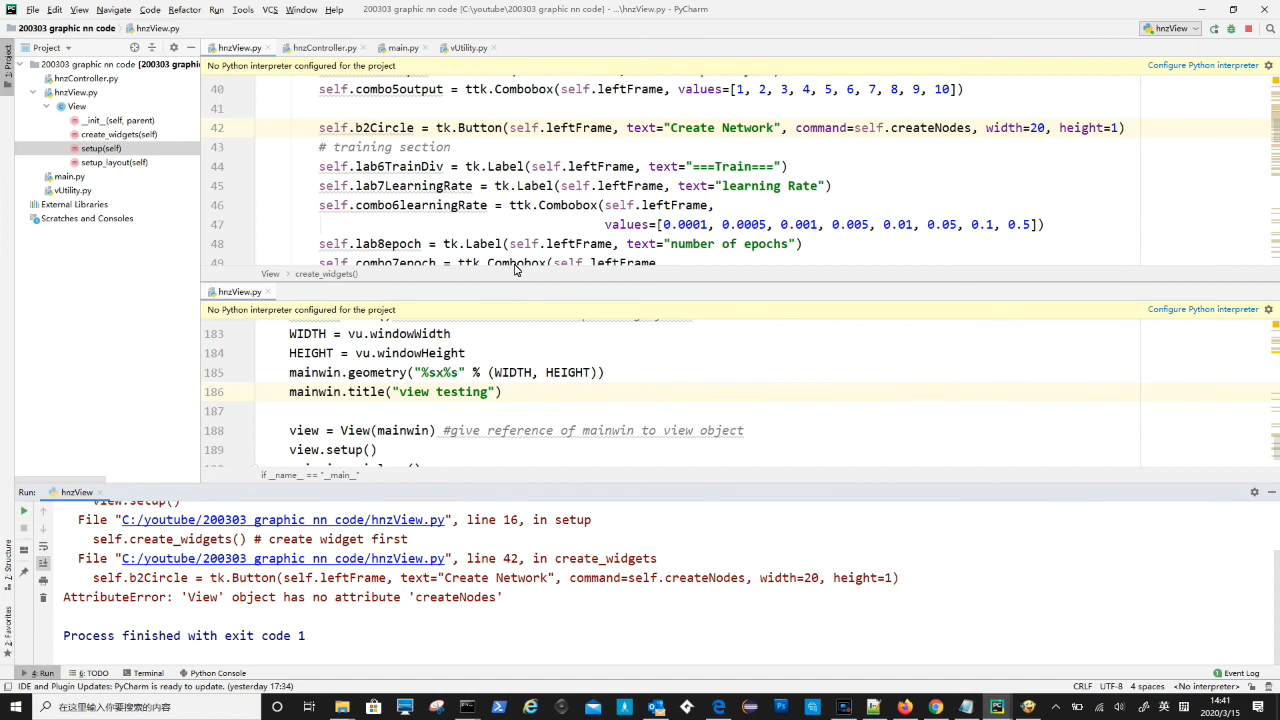 File Edit View Navigate Code Refactor Run Tools VCS Window Help 200303 graphic nn code [C:\youtube\200303 graphic nn code] - ...\hnzView.py - PyCharm
200303 graphic nn code hnzView.py
hnzView
Project
hnzView.py hnzController.py main.py vUtility.py
1: Project
200303 graphic nn code [200303 graph
hnzController.py
hnzView.py
View
__init__(self, parent)
create_widgets(self)
setup(self)
setup_layout(self)
main.py
vUtility.py
External Libraries
Scratches and Consoles
No Python interpreter configured for the project Configure Python interpreter
40 self.combo5output = ttk.Combobox(self.leftFrame, values=[1, 2, 3, 4, 5, 6, 7, 8, 9, 10])
41
42 self.b2Circle = tk.Button(self.leftFrame, text="Create Network", command=self.createNodes, width=20, height=1)
43 # training section
44 self.lab6TrainDiv = tk.Label(self.leftFrame, text="===Train===")
45 self.lab7LearningRate = tk.Label(self.leftFrame, text="learning Rate")
46 self.combo6learningRate = ttk.Combobox(self.leftFrame,
47 values=[0.0001, 0.0005, 0.001, 0.005, 0.01, 0.05, 0.1, 0.5])
48 self.lab8epoch = tk.Label(self.leftFrame, text="number of epochs")
49 self.combo7epoch = ttk.Combobox(self.leftFrame,
View create_widgets()
hnzView.py
No Python interpreter configured for the project Configure Python interpreter
183 WIDTH = vu.windowWidth
184 HEIGHT = vu.windowHeight
185 mainwin.geometry("%sx%s" % (WIDTH, HEIGHT))
186 mainwin.title("view testing")
187
188 view = View(mainwin) #give reference of mainwin to view object
189 view.setup()
if __name__ == "__main__"
Run: hnzView
view.setup()
File "C:/youtube/200303 graphic nn code/hnzView.py", line 16, in setup
self.create_widgets() # create widget first
File "C:/youtube/200303 graphic nn code/hnzView.py", line 42, in create_widgets
self.b2Circle = tk.Button(self.leftFrame, text="Create Network", command=self.createNodes, width=20, height=1)
AttributeError: 'View' object has no attribute 'createNodes'
Process finished with exit code 1
Z: Structure
2: Favorites
4: Run 6: TODO Terminal Python Console Event Log
IDE and Plugin Updates: PyCharm is ready to update. (yesterday 17:34) CRLF UTF-8 4 spaces <No interpreter>
在这里输入你要搜索的内容
14:41
2020/3/15